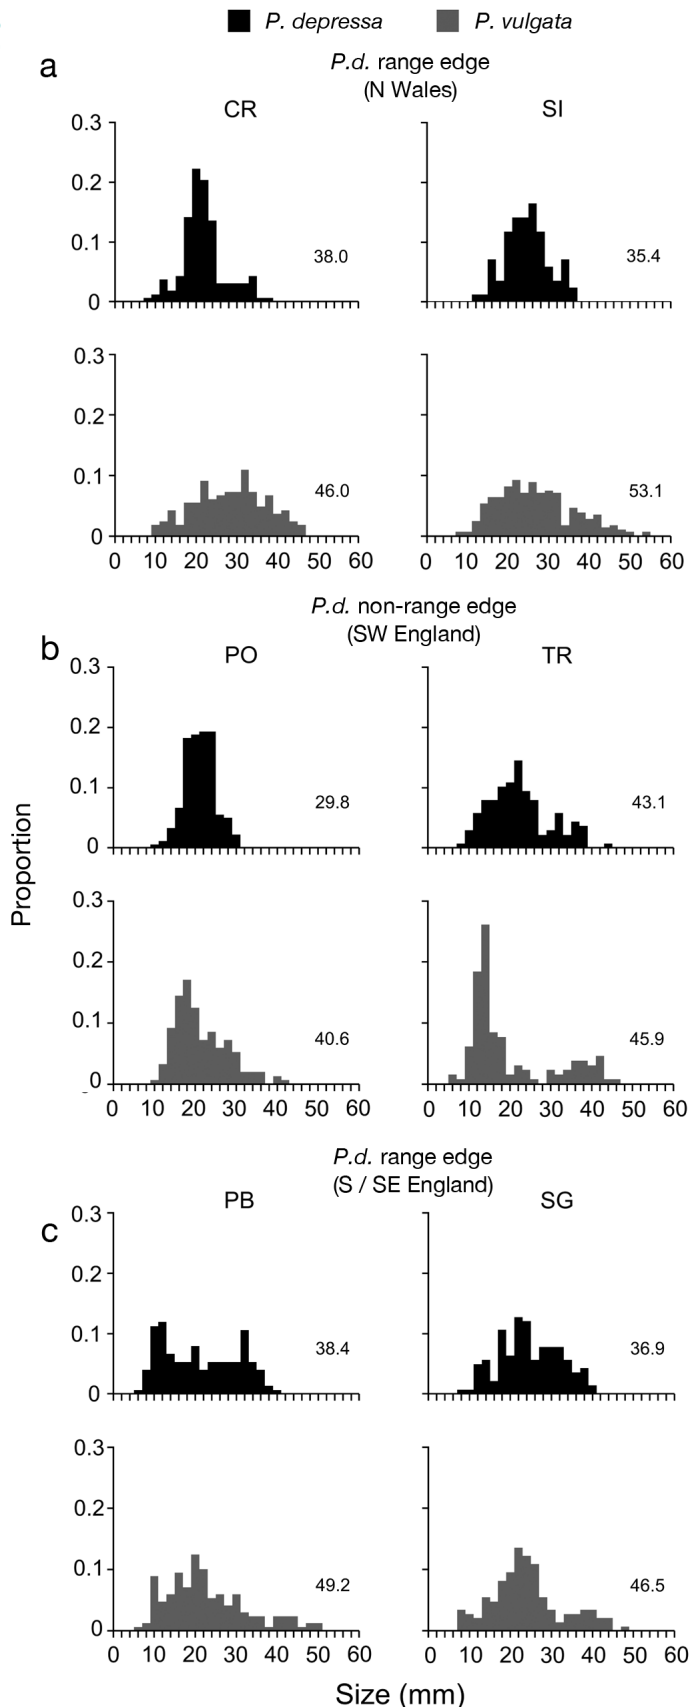 P. depressa P. vulgata
a
P.d. range edge
(N Wales)
CR SI
0.3
0.2
0.1
0
38.0 35.4
0.3
0.2
0.1
0
46.0 53.1
0 10 20 30 40 50 60 0 10 20 30 40 50 60
P.d. non-range edge
(SW England)
b
PO TR
0.3
0.2
0.1
0
29.8 43.1
Proportion
0.3
0.2
0.1
0
40.6 45.9
0 10 20 30 40 50 60 0 10 20 30 40 50 60
P.d. range edge
(S / SE England)
c
PB SG
0.3
0.2
0.1
0
38.4 36.9
0.3
0.2
0.1
0
49.2 46.5
0 10 20 30 40 50 60 0 10 20 30 40 50 60
Size (mm)